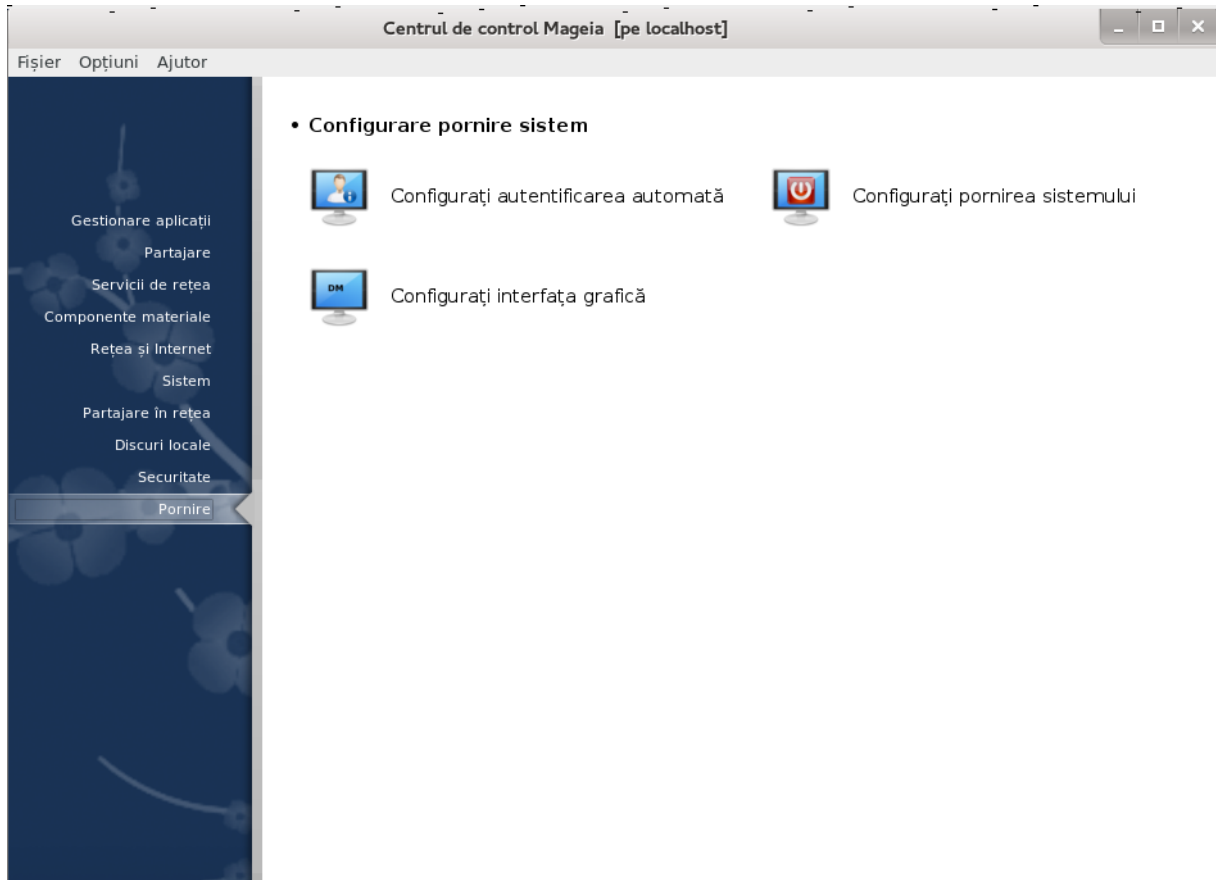 Centrul de control Mageia [pe localhost]
Fișier Opțiuni Ajutor
Gestionare aplicații
Partajare
Servicii de rețea
Componente materiale
Rețea și Internet
Sistem
Partajare în rețea
Discuri locale
Securitate
Pornire
• Configurare pornire sistem
Configurați autentificarea automată
Configurați pornirea sistemului
DM
Configurați interfața grafică